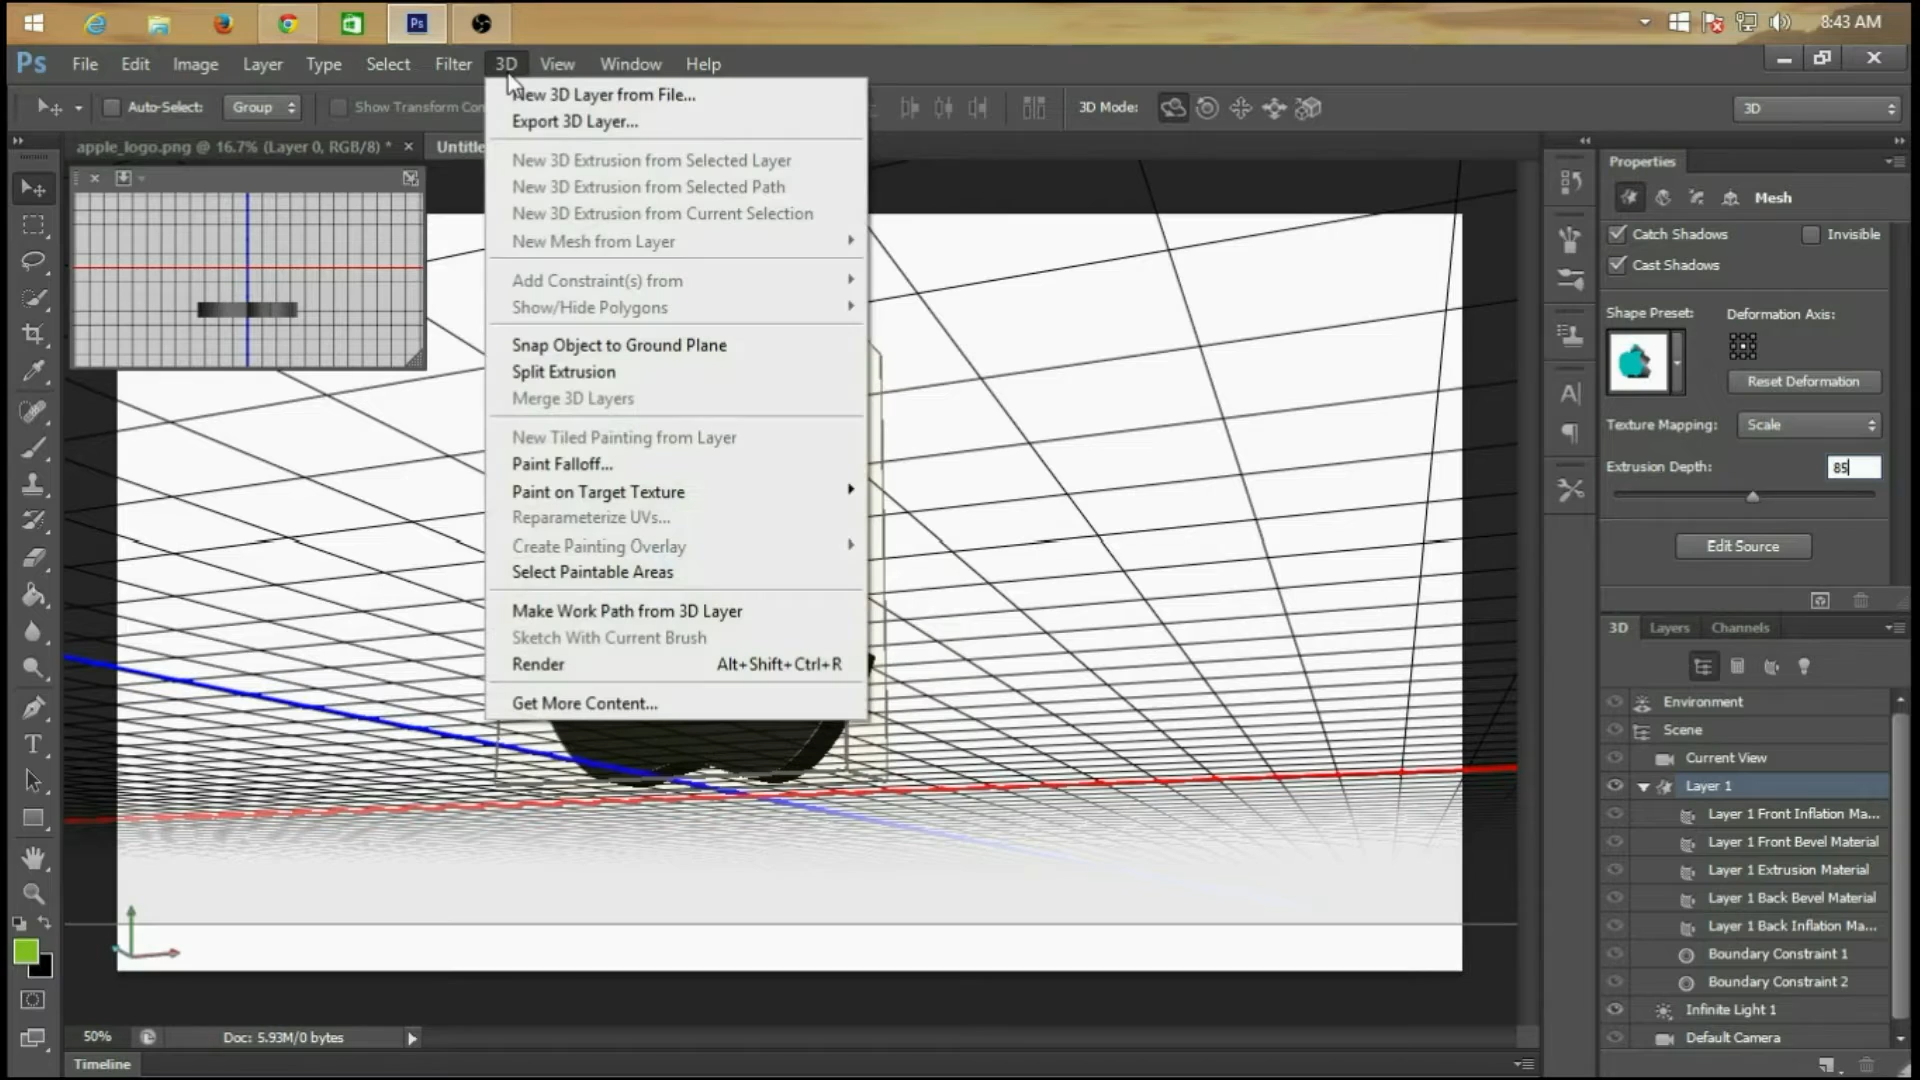 8:43 AM
Ps File Edit Image Layer Type Select Filter 3D View Window Help
Auto-Select: Group Show Transform Con 3D Mode: 3D
apple_logo.png @ 16.7% (Layer 0, RGB/8) * × Untitle
New 3D Layer from File...
Export 3D Layer...
New 3D Extrusion from Selected Layer
New 3D Extrusion from Selected Path
New 3D Extrusion from Current Selection
New Mesh from Layer
Add Constraint(s) from
Show/Hide Polygons
Snap Object to Ground Plane
Split Extrusion
Merge 3D Layers
New Tiled Painting from Layer
Paint Falloff...
Paint on Target Texture
Reparameterize UVs...
Create Painting Overlay
Select Paintable Areas
Make Work Path from 3D Layer
Sketch With Current Brush
Render Alt+Shift+Ctrl+R
Get More Content...
Properties
Mesh
Catch Shadows Invisible
Cast Shadows
Shape Preset: Deformation Axis:
Reset Deformation
Texture Mapping: Scale
Extrusion Depth: 85
Edit Source
3D Layers Channels
Environment
Scene
Current View
Layer 1
Layer 1 Front Inflation Ma...
Layer 1 Front Bevel Material
Layer 1 Extrusion Material
Layer 1 Back Bevel Material
Layer 1 Back Inflation Ma...
Boundary Constraint 1
Boundary Constraint 2
Infinite Light 1
Default Camera
50% Doc: 5.93M/0 bytes
Timeline